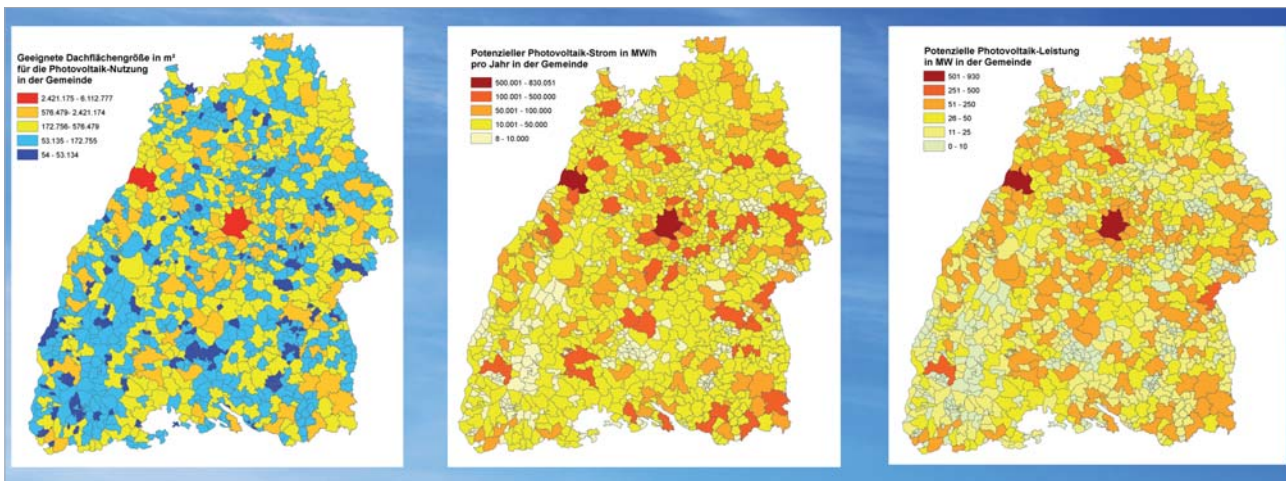 Geeignete Dachflächengröße in m²
für die Photovoltaik-Nutzung
in der Gemeinde
2.421.175 - 6.112.777
576.479- 2.421.174
172.756- 576.479
53.135 - 172.755
54 - 53.134
Potenzieller Photovoltaik-Strom in MW/h
pro Jahr in der Gemeinde
500.001 - 830.051
100.001 - 500.000
50.001 - 100.000
10.001 - 50.000
8 - 10.000
Potenzielle Photovoltaik-Leistung
in MW in der Gemeinde
501 - 930
251 - 500
51 - 250
26 - 50
11 - 25
0 - 10